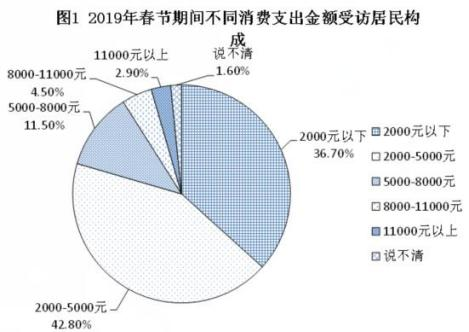 图1 2019年春节期间不同消费支出金额受访居民构
成
11000元以上
2.90%
说不清
1.60%
8000-11000元
4.50%
5000-8000元
11.50%
2000元以下
36.70%
2000-5000元
42.80%
2000元以下
2000-5000元
5000-8000元
8000-11000元
11000元以上
说不清